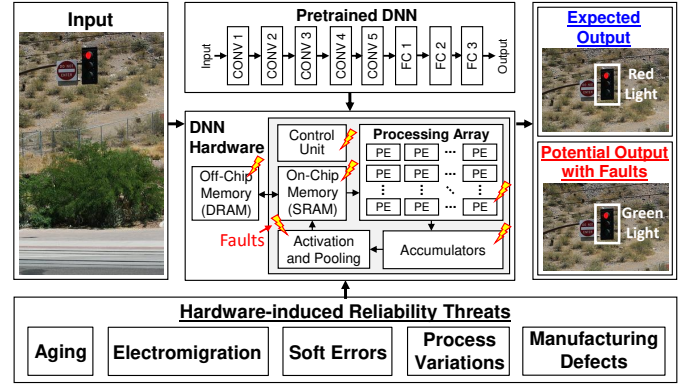 Input
Pretrained DNN
Input
CONV 1
CONV 2
CONV 3
CONV 4
CONV 5
FC 1
FC 2
FC 3
Output
Expected
Output
Red
Light
Potential Output
with Faults
Green
Light
DNN
Hardware
Off-Chip
Memory
(DRAM)
Control
Unit
On-Chip
Memory
(SRAM)
Processing Array
PE PE ... PE
PE PE ... PE
PE PE ... PE
Faults
Activation
and Pooling
Accumulators
Hardware-induced Reliability Threats
Aging
Electromigration
Soft Errors
Process
Variations
Manufacturing
Defects